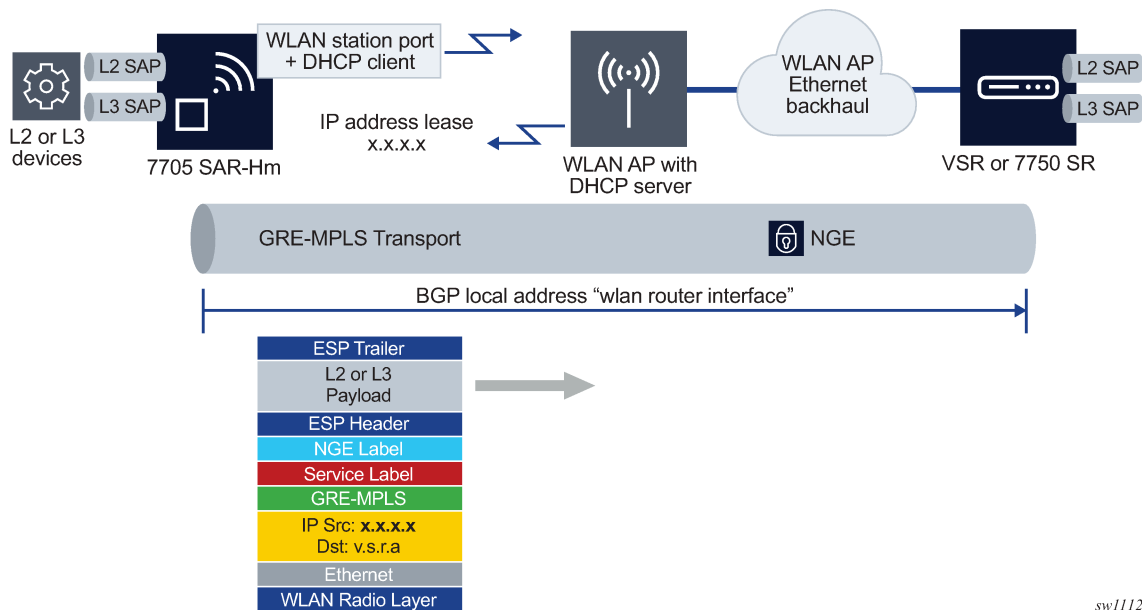 WLAN station port
+ DHCP client
L2 SAP
L3 SAP
L2 or L3
devices
7705 SAR-Hm
IP address lease
x.x.x.x
WLAN AP with
DHCP server
WLAN AP
Ethernet
backhaul
L2 SAP
L3 SAP
VSR or 7750 SR
GRE-MPLS Transport
NGE
BGP local address “wlan router interface”
ESP Trailer
L2 or L3
Payload
ESP Header
NGE Label
Service Label
GRE-MPLS
IP Src: x.x.x.x
Dst: v.s.r.a
Ethernet
WLAN Radio Layer
sw1112